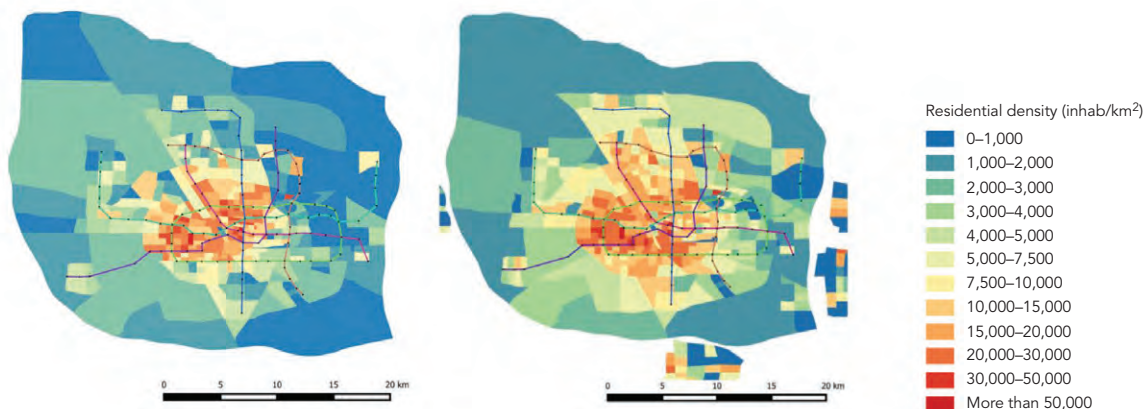 Residential density (inhab/km²)
0–1,000
1,000–2,000
2,000–3,000
3,000–4,000
4,000–5,000
5,000–7,500
7,500–10,000
10,000–15,000
15,000–20,000
20,000–30,000
30,000–50,000
More than 50,000
0 5 10 15 20 km
0 5 10 15 20 km